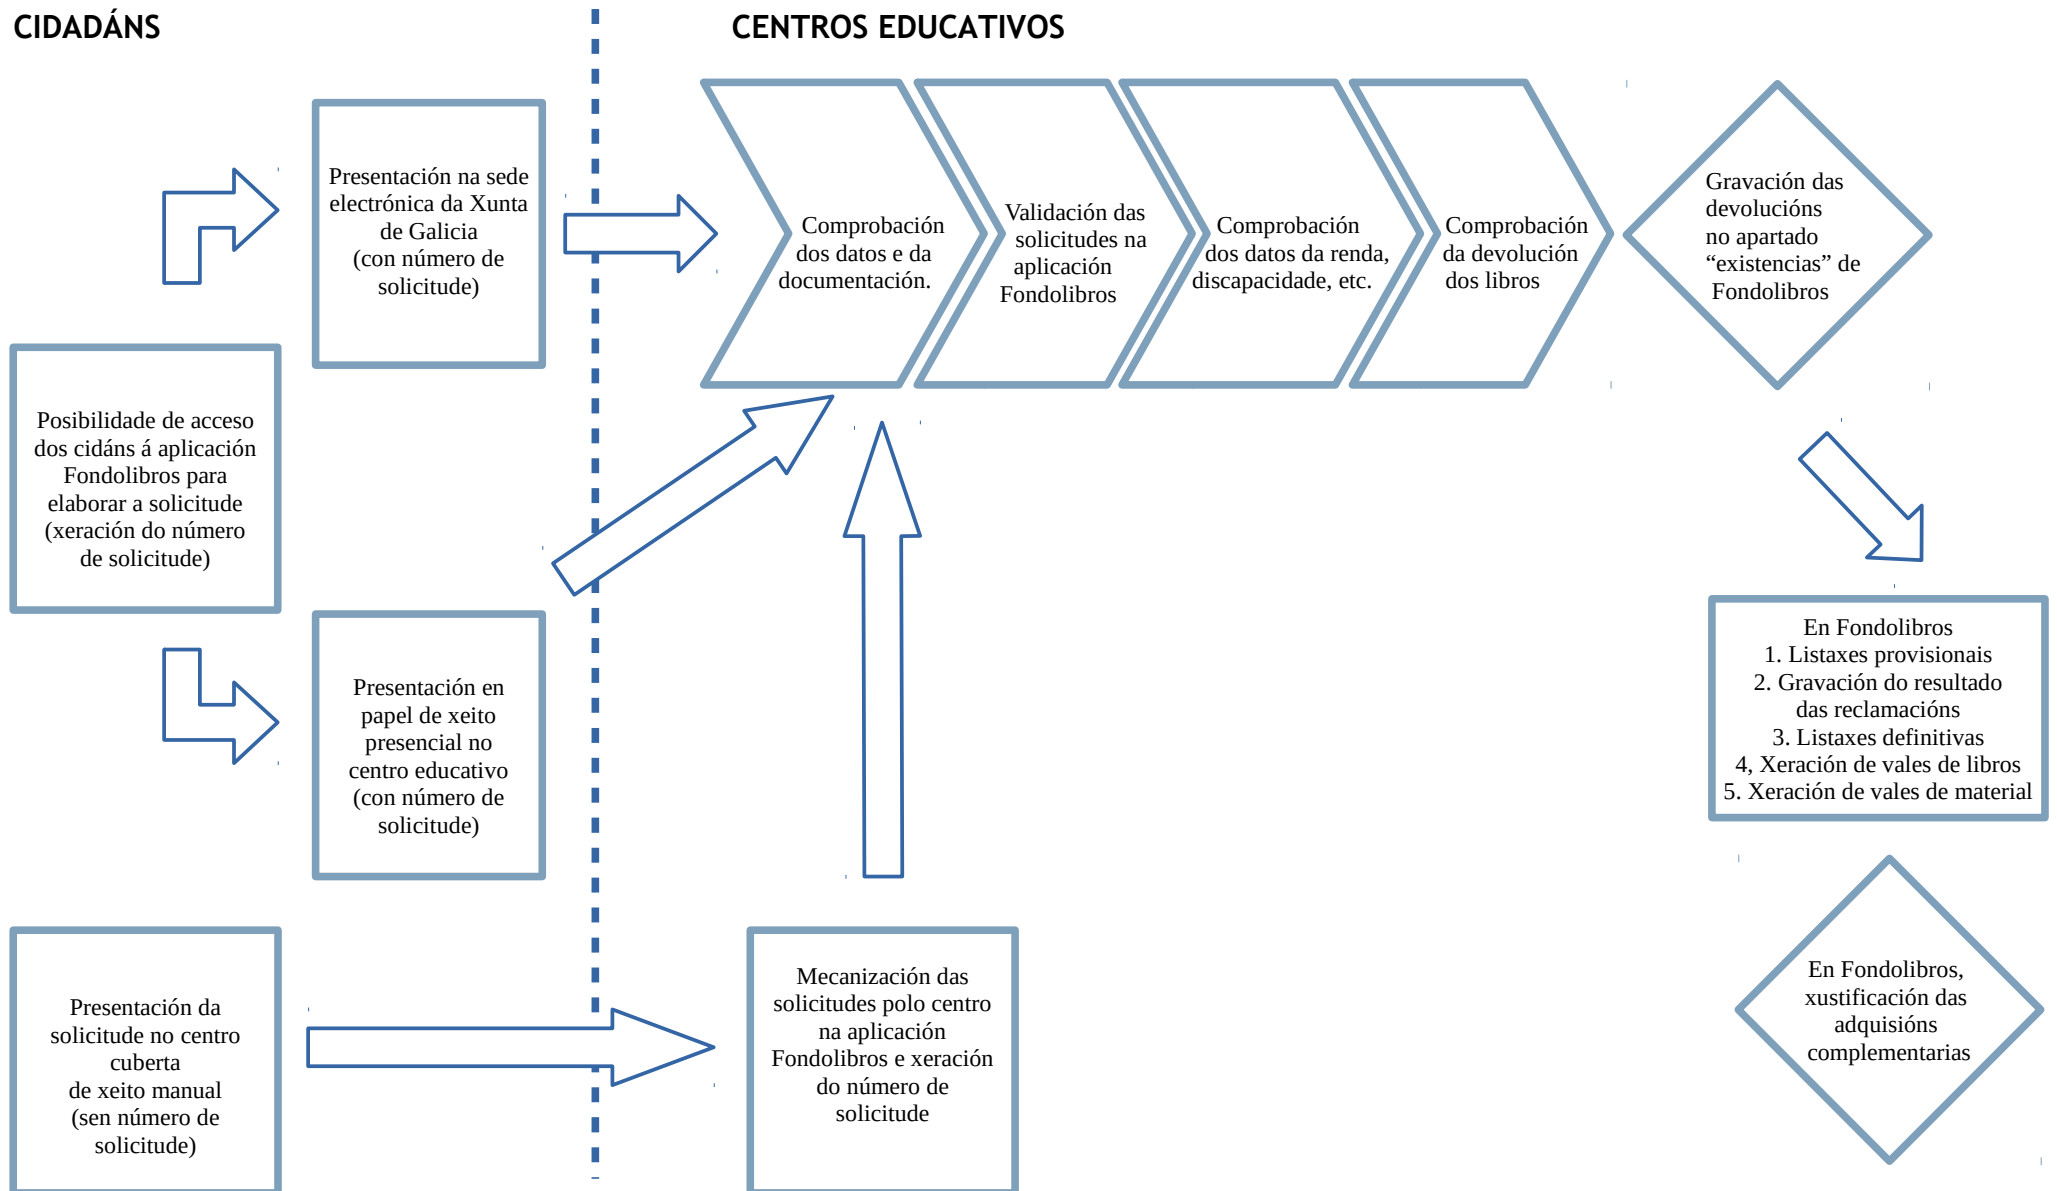 CIDADÁNS
CENTROS EDUCATIVOS
Presentación na sede
electrónica da Xunta
de Galicia
(con número de
solicitude)
Posibilidade de acceso
dos cidáns á aplicación
Fondolibros para
elaborar a solicitude
(xeración do número
de solicitude)
Presentación en
papel de xeito
presencial no
centro educativo
(con número de
solicitude)
Presentación da
solicitude no centro
cuberta
de xeito manual
(sen número de
solicitude)
Comprobación
dos datos e da
documentación.
Validación das
solicitudes na
aplicación
Fondolibros
Comprobación
dos datos da renda,
discapacidade, etc.
Comprobación
da devolución
dos libros
Gravación das
devolucións
no apartado
“existencias” de
Fondolibros
En Fondolibros
1. Listaxes provisionais
2. Gravación do resultado
das reclamacións
3. Listaxes definitivas
4, Xeración de vales de libros
5. Xeración de vales de material
Mecanización das
solicitudes polo centro
na aplicación
Fondolibros e xeración
do número de
solicitude
En Fondolibros,
xustificación das
adquisións
complementarias